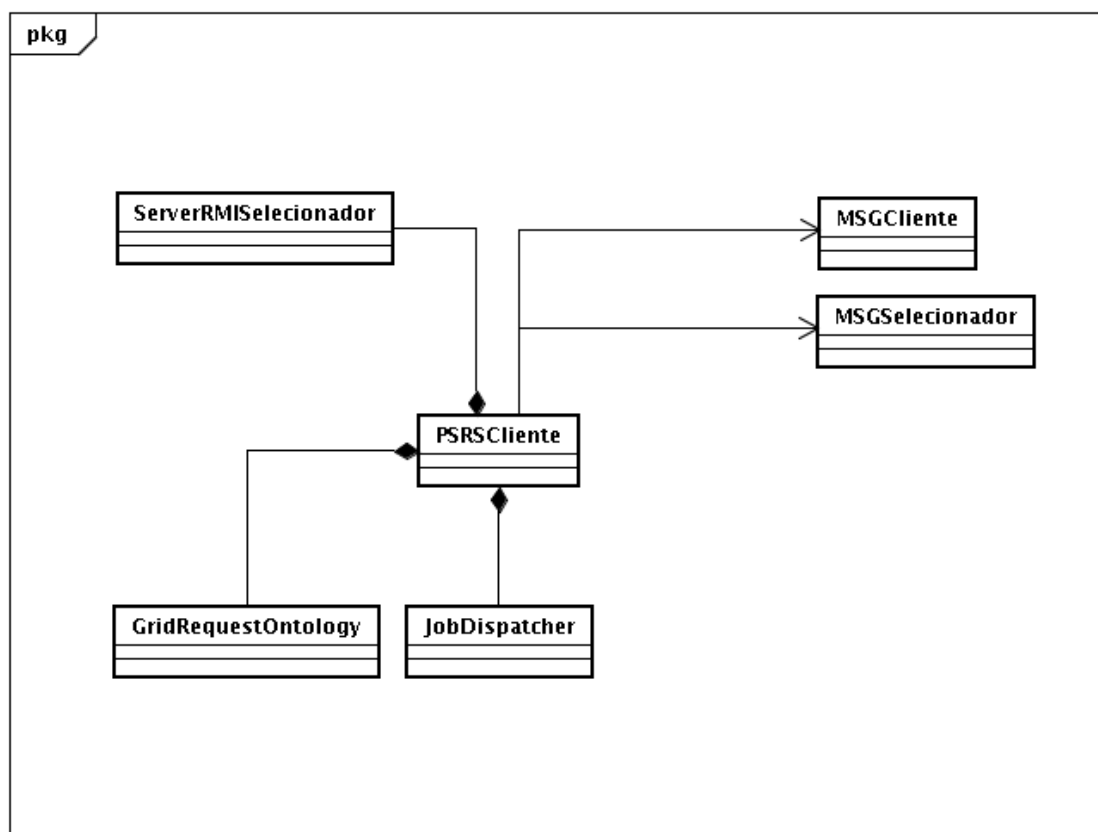 pkg
ServerRMISelecionador
MSGCliente
MSGSelecionador
PSRSCliente
GridRequestOntology
JobDispatcher